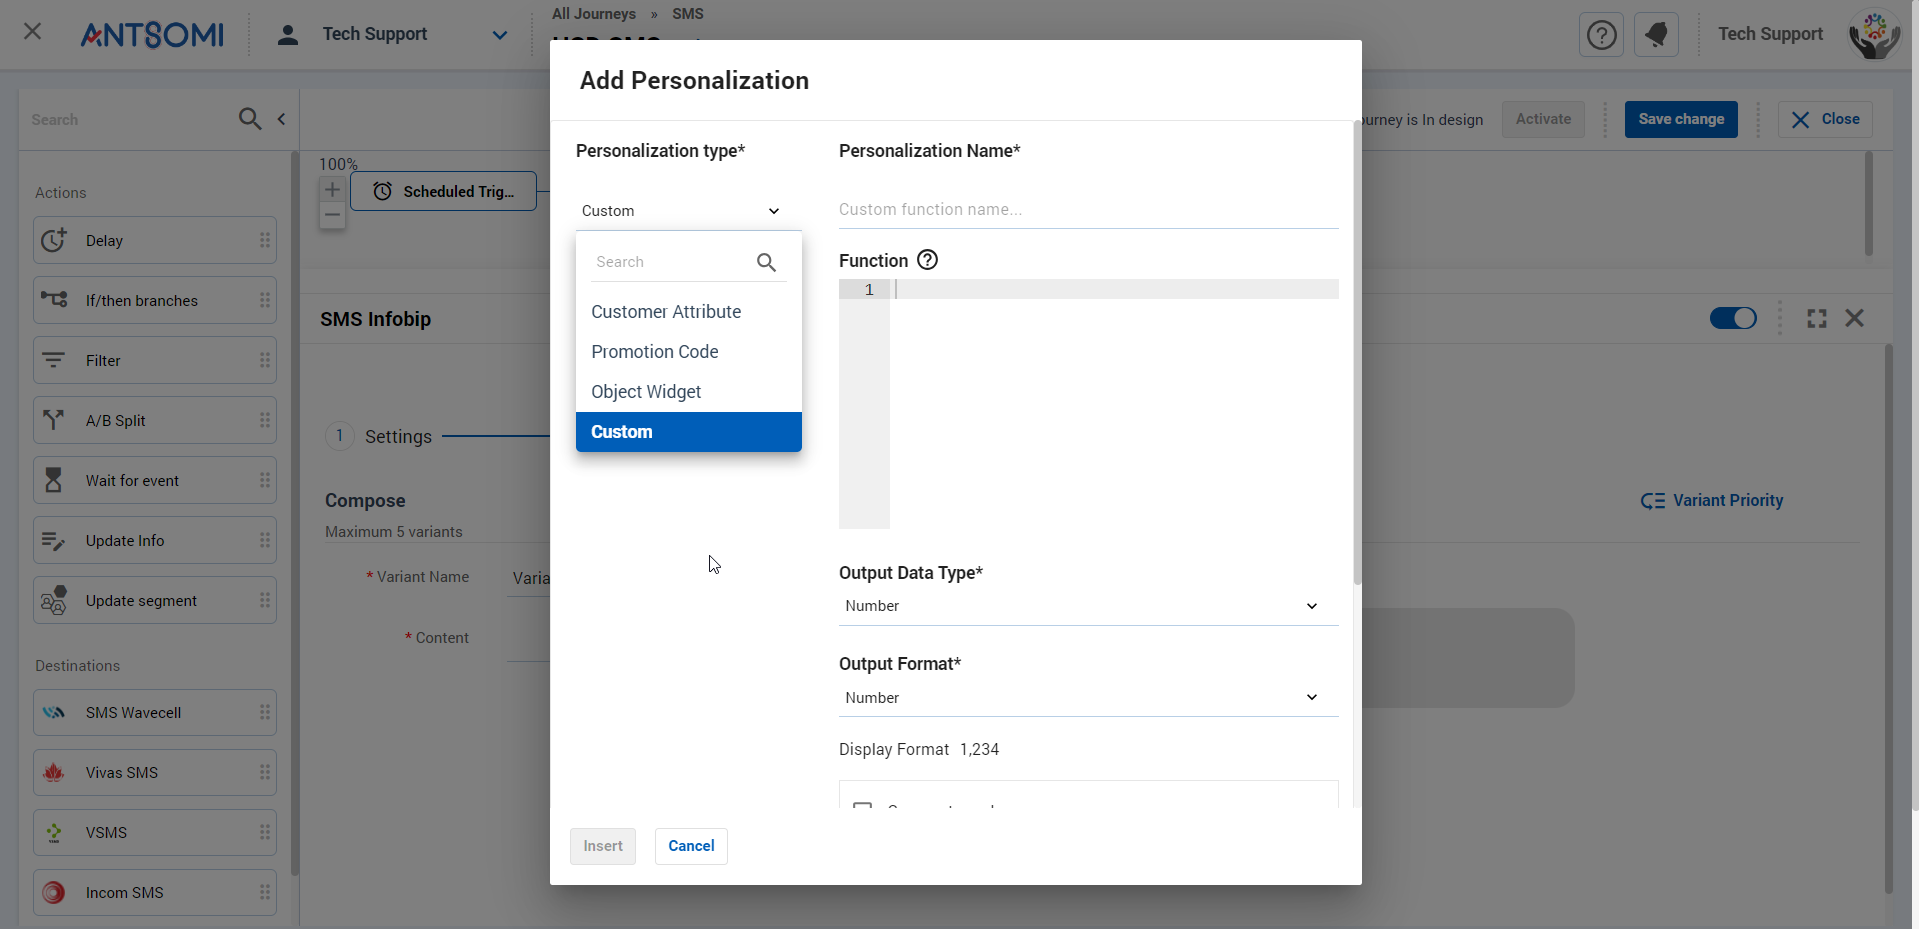 ANTSOMI
Tech Support
All Journeys » SMS
Tech Support
Add Personalization
Search
urney is In design
Activate
Save change
Close
Personalization type*
Personalization Name*
100%
Actions
Scheduled Trig...
Custom
Custom function name...
Delay
Search
Function
1
If/then branches
Customer Attribute
SMS Infobip
Promotion Code
Filter
Object Widget
A/B Split
Custom
1 Settings
Wait for event
Compose
Variant Priority
Maximum 5 variants
Update Info
* Variant Name
Varia
Output Data Type*
Update segment
Number
* Content
Destinations
Output Format*
Number
SMS Wavecell
Display Format 1,234
Vivas SMS
VSMS
Insert
Cancel
Incom SMS